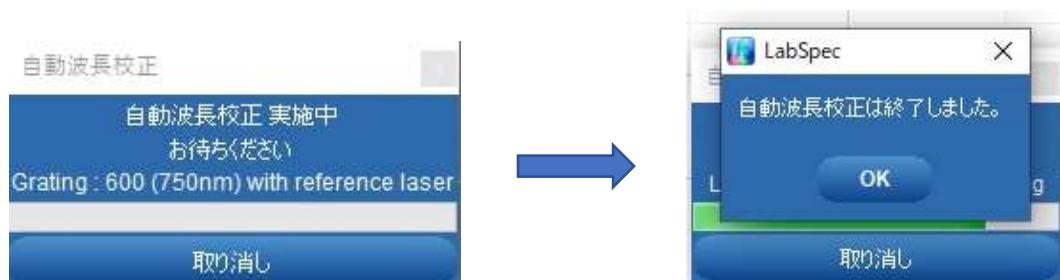 自動波長校正
自動波長校正 実施中
お待ちください
Grating : 600 (750nm) with reference laser
取り消し
LabSpec
自動波長校正は終了しました。
OK
取り消し